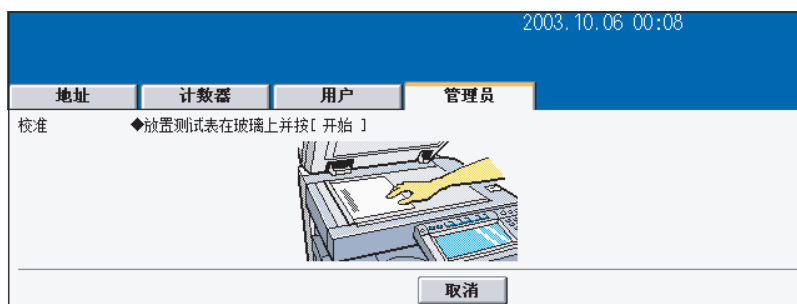 2003.10.06 00:08
地址 计数器 用户 管理员
校准 ◆放置测试表在玻璃上并按[ 开始 ]
取消